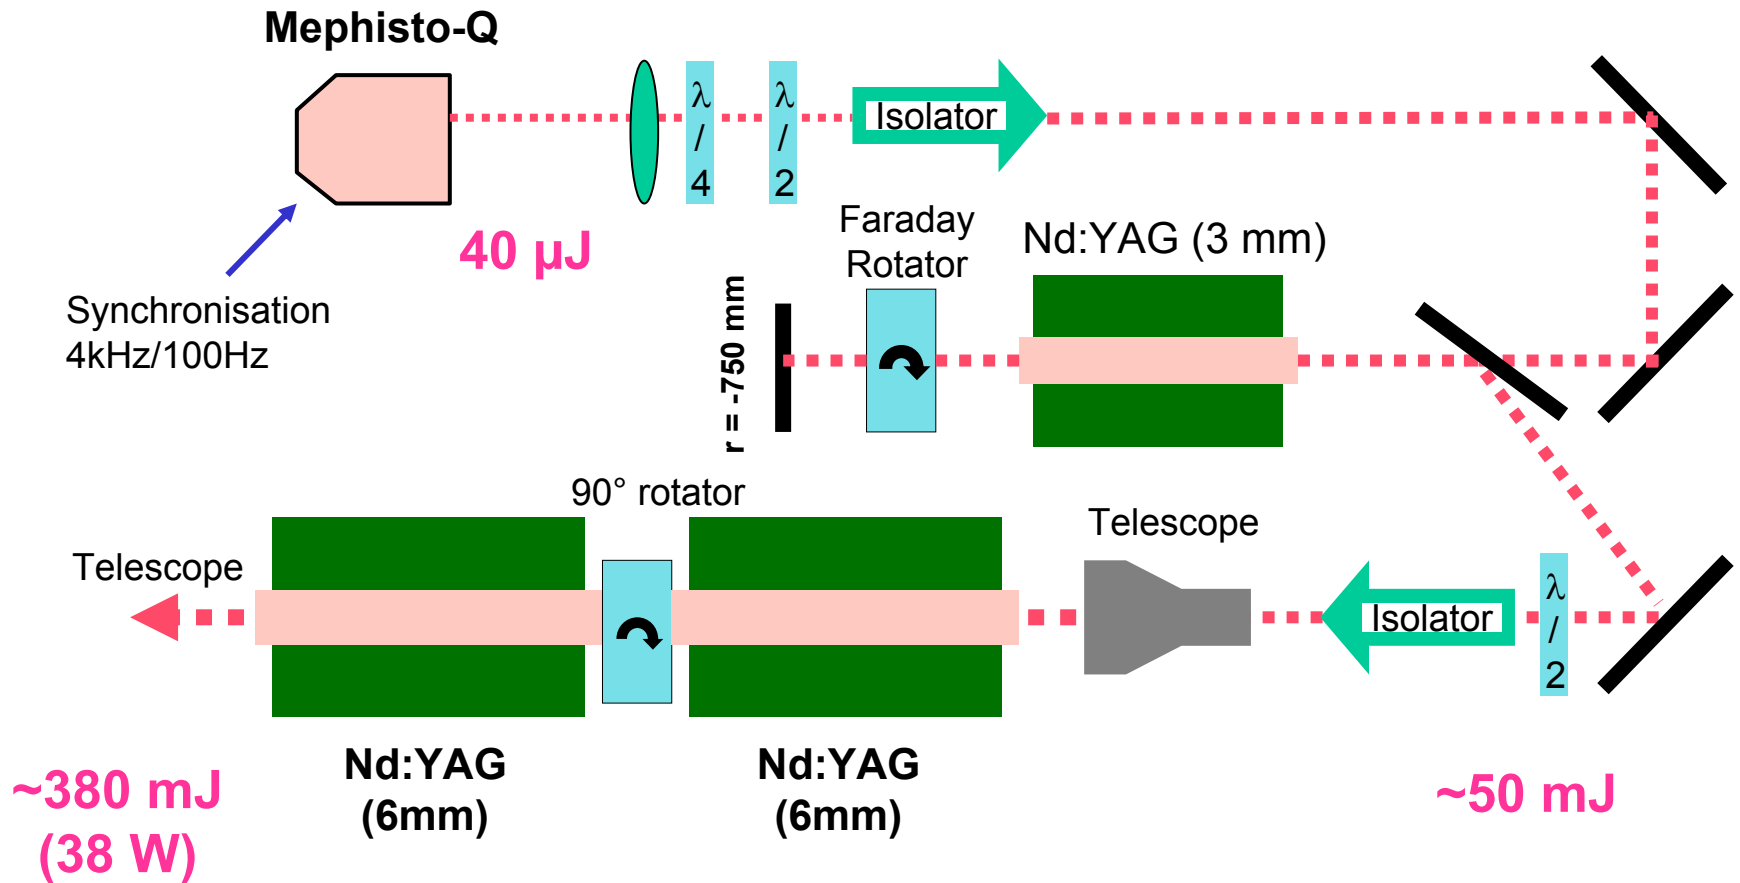 Mephisto-Q
λ
/
4
λ
/
2
Isolator
40 µJ
Synchronisation
4kHz/100Hz
Faraday
Rotator
Nd:YAG (3 mm)
r = -750 mm
90° rotator
Telescope
Telescope
Isolator
λ
/
2
Nd:YAG
(6mm)
Nd:YAG
(6mm)
~380 mJ
(38 W)
~50 mJ